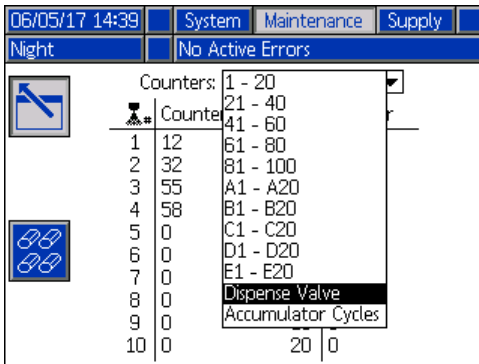 06/05/17 14:39 System Maintenance Supply
Night No Active Errors
Counters: 1 - 20
21 - 40
41 - 60
61 - 80
81 - 100
A1 - A20
B1 - B20
C1 - C20
D1 - D20
E1 - E20
Dispense Valve
Accumulator Cycles
# Counte r
1 12
2 32
3 55
4 58
5 0
6 0
7 0
8 0
9 0
10 0 20 0